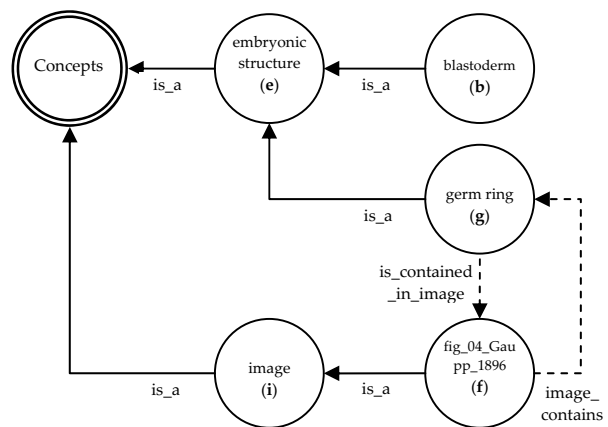 Concepts
is_a
embryonic
structure
(e)
is_a
blastoderm
(b)
is_a
germ ring
(g)
is_contained
_in_image
is_a
image
(i)
is_a
fig_04_Gau
pp_1896
(f)
image_
contains